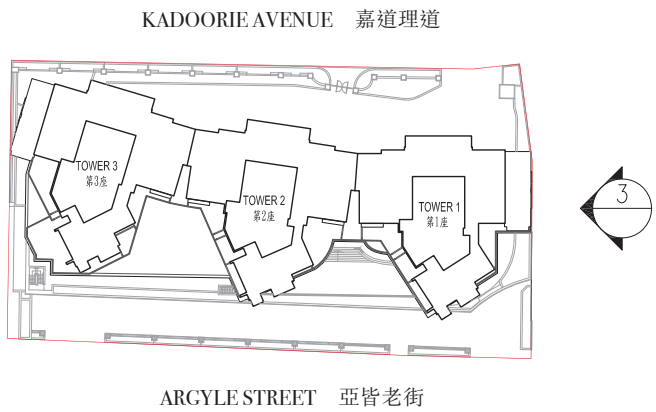 KADOORIE AVENUE 嘉道理道
TOWER 3
第3座
TOWER 2
第2座
TOWER 1
第1座
3
ARGYLE STREET 亞皆老街